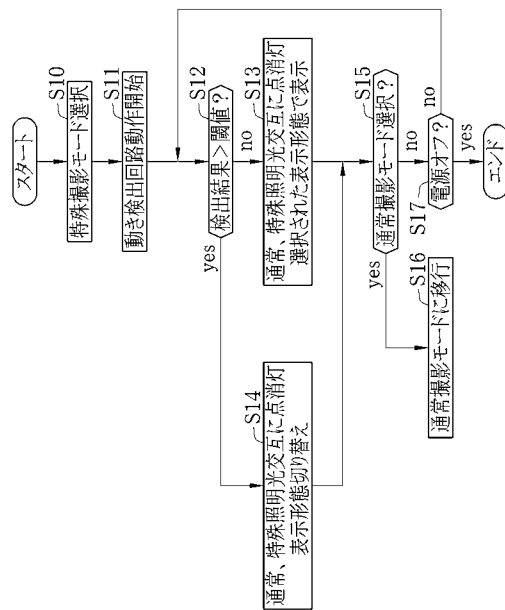 スタート
S10
特殊撮影モード選択
S11
動き検出回路動作開始
S12
検出結果＞閾値？
yes
no
S13
通常、特殊照明光交互に点消灯
選択された表示形態で表示
S14
通常、特殊照明光交互に点消灯
表示形態切り替え
S15
通常撮影モード選択？
yes
no
S16
通常撮影モードに移行
S17
電源オフ？
no
yes
エンド